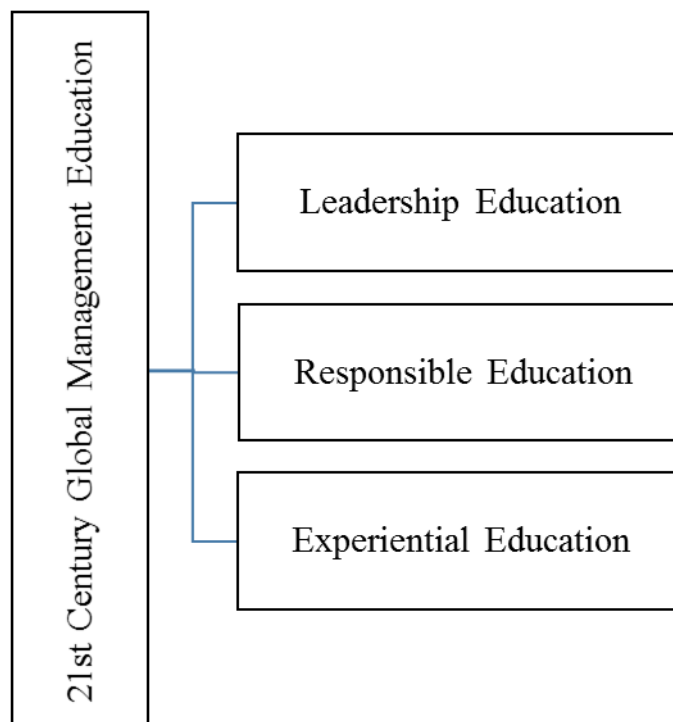 21st Century Global Management Education
Leadership Education
Responsible Education
Experiential Education